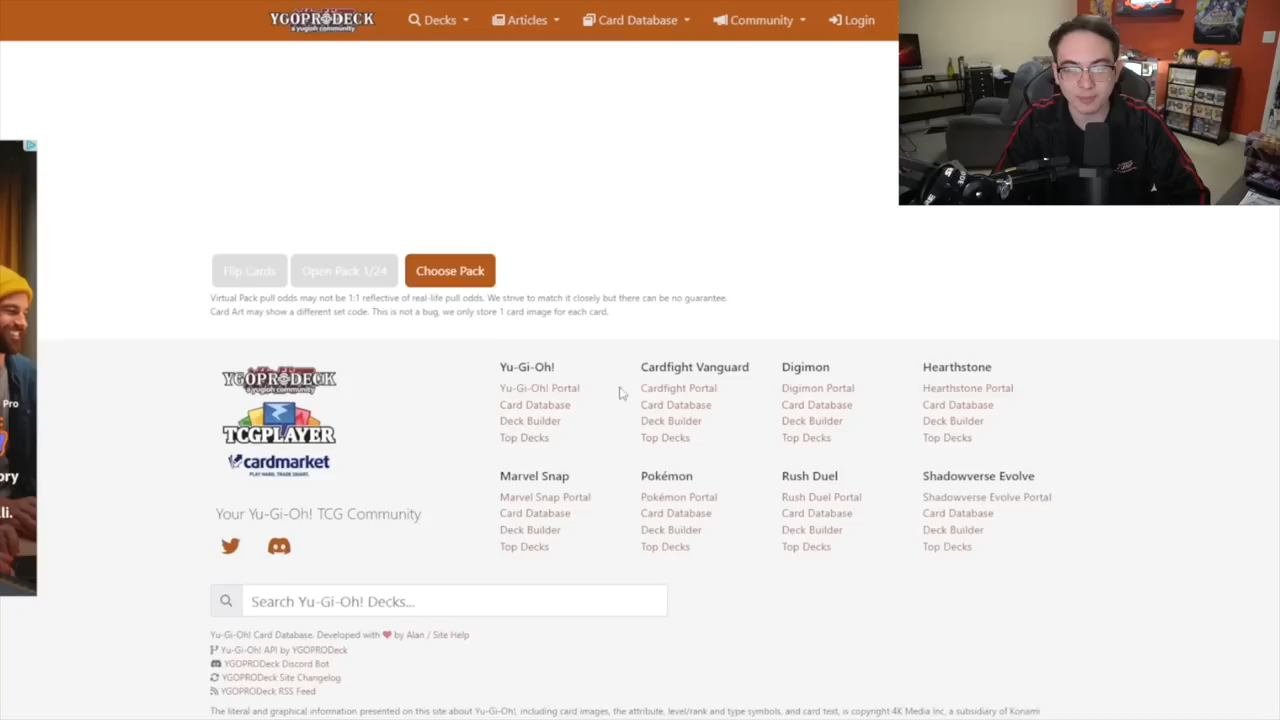 YGOPRODECK
a yugioh community
Decks
Articles
Card Database
Community
Login
Flip Cards
Open Pack 1/24
Choose Pack
Virtual Pack pull odds may not be 1:1 reflective of real-life pull odds. We strive to match it closely but there can be no guarantee.
Card Art may show a different set code. This is not a bug, we only store 1 card image for each card.
Pro
ory
li.
YGOPRODECK
a yugioh community
TCGPLAYER
cardmarket
PLAY HARD. TRADE SMART.
Your Yu-Gi-Oh! TCG Community
Yu-Gi-Oh!
Yu-Gi-Oh! Portal
Card Database
Deck Builder
Top Decks
Cardfight Vanguard
Cardfight Portal
Card Database
Deck Builder
Top Decks
Digimon
Digimon Portal
Card Database
Deck Builder
Top Decks
Hearthstone
Hearthstone Portal
Card Database
Deck Builder
Top Decks
Marvel Snap
Marvel Snap Portal
Card Database
Deck Builder
Top Decks
Pokémon
Pokémon Portal
Card Database
Deck Builder
Top Decks
Rush Duel
Rush Duel Portal
Card Database
Deck Builder
Top Decks
Shadowverse Evolve
Shadowverse Evolve Portal
Card Database
Deck Builder
Top Decks
Search Yu-Gi-Oh! Decks...
Yu-Gi-Oh! Card Database. Developed with ❤ by Alan / Site Help
Yu-Gi-Oh! API by YGOPRODeck
YGOPRODeck Discord Bot
YGOPRODeck Site Changelog
YGOPRODeck RSS Feed
The literal and graphical information presented on this site about Yu-Gi-Oh!, including card images, the attribute, level/rank and type symbols, and card text, is copyright 4K Media Inc, a subsidiary of Konami